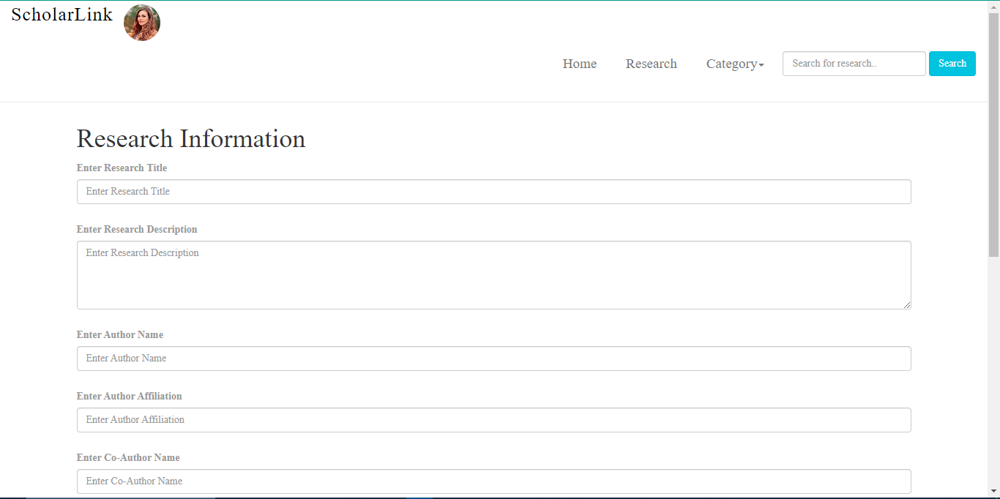 ScholarLink
Home Research Category Search for research.. Search
Research Information
Enter Research Title
Enter Research Title
Enter Research Description
Enter Research Description
Enter Author Name
Enter Author Name
Enter Author Affiliation
Enter Author Affiliation
Enter Co-Author Name
Enter Co-Author Name